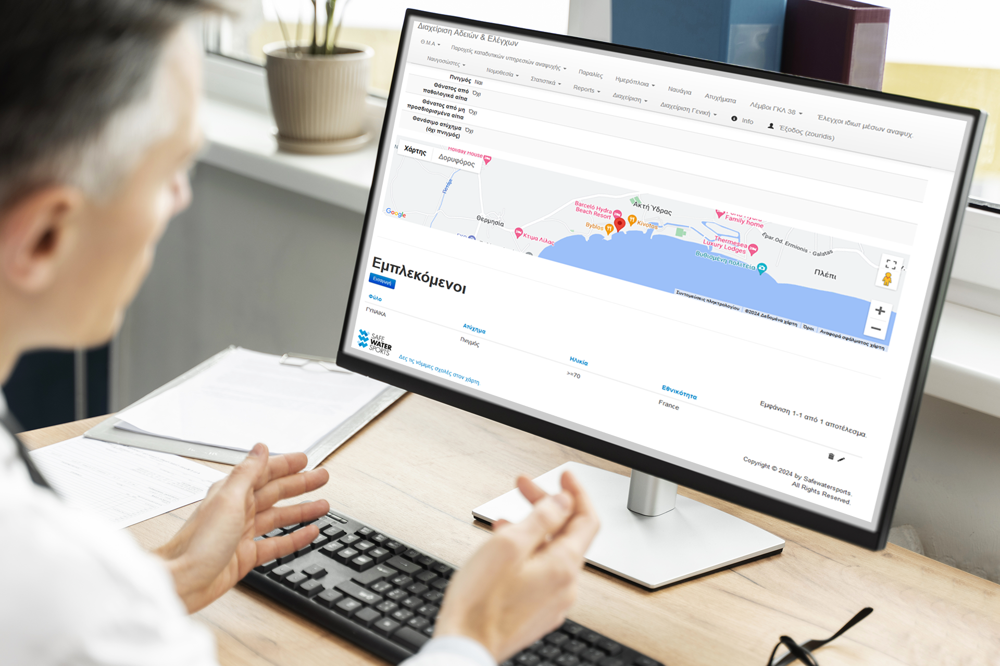 Διαχείριση Αδειών & Ελέγχων
Θ.Μ.Α
Παροχείς καταδυτικών υπηρεσιών αναψυχής
Παραλίες
Ημερόπλοια
Ναυάγια
Ατυχήματα
Λέμβοι ΓΚΛ 38
Έλεγχοι ιδιωτ μέσων αναψυχ.
Ναυγοσώστες
Νομοθεσία
Στατιστικά
Reports
Διαχείριση
Διαχείριση Γενική
Info
Έξοδος (zouridis)
Πνιγμός Ναι
Θάνατος από
παθολογικά αίτια
Όχι
Θάνατος από μη
προσδιορισμένα αίτια
Όχι
Θανάσιμο ατύχημα
(όχι πνιγμός)
Όχι
Χάρτης
Δορυφόρος
Holiday House
Ποτάμι
Google
Θερμησία
Κτιμα Λίλας
Barceló Hydra
Beach Resort
Byblos
Kivotos
Ακτή Ύδρας
Family home
Thermesea
Luxury Lodges
Βυθισμένη πολιτεία
Epar.Od. Ermionis - Galatas
Πλέπι
Συντομεύσεις πληκτρολογίου
©2024 Δεδομένα χάρτη
Όροι
Αναφορά σφάλματος χάρτη
Εμπλεκόμενοι
Εισαγωγή
Φύλο
Ατύχημα
Ηλικία
Εθνικότητα
ΓΥΝΑΙΚΑ
Πνιγμός
>=70
France
Εμφάνιση 1-1 από 1 αποτέλεσμα.
SAFE
WATER
SPORTS
Δες τις νόμιμες σχολές στον χάρτη.
Copyright © 2024 by Safewatersports.
All Rights Reserved.